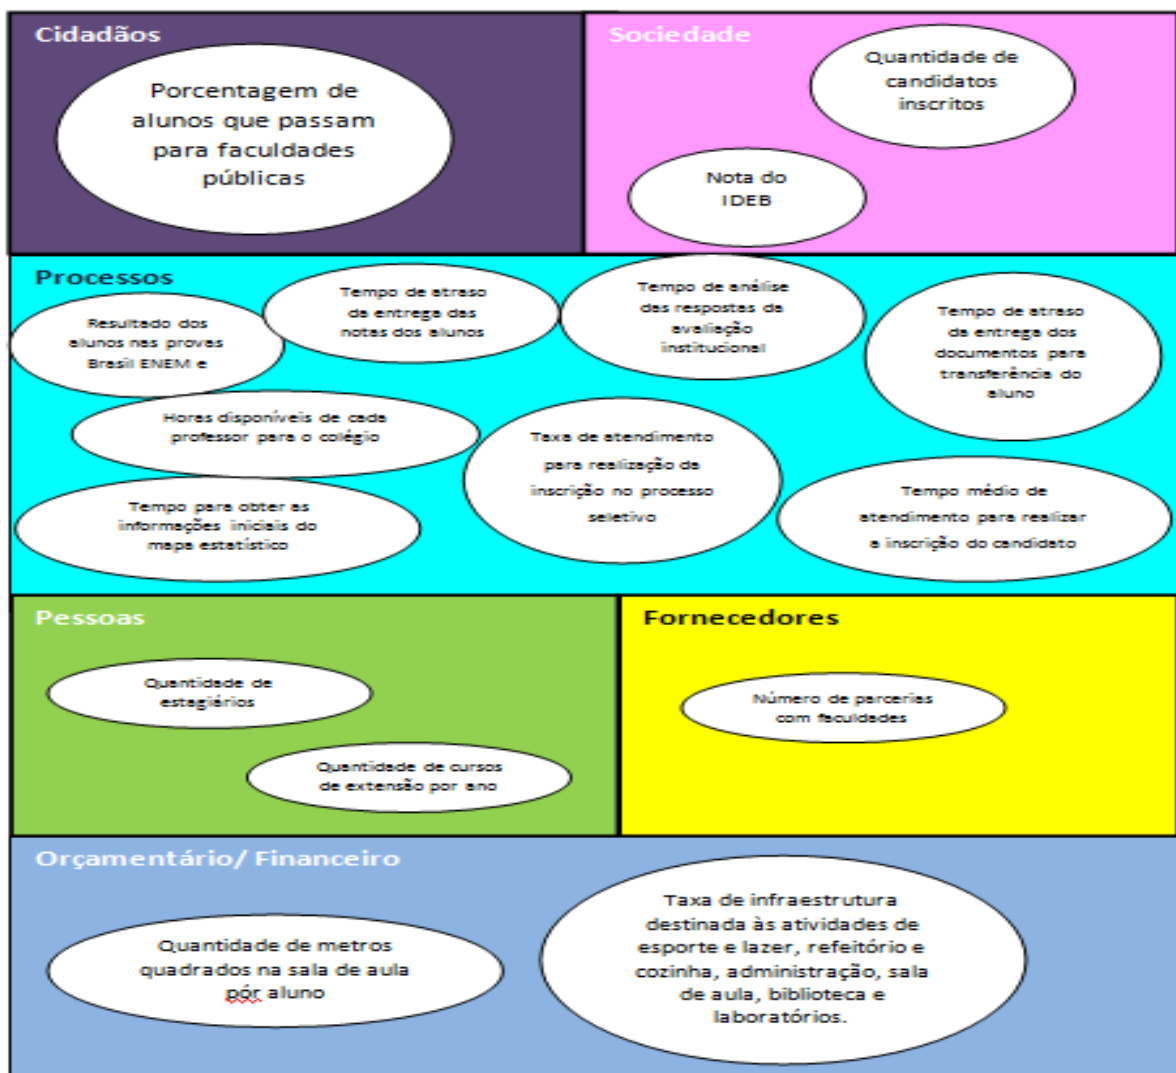 Cidadãos
Porcentagem de
alunos que passam
para faculdades
públicas
Sociedade
Quantidade de
candidatos
inscritos
Nota do
IDEB
Processos
Resultado dos
alunos nas provas
Brasil ENEM e
Tempo de atraso
da entrega das
notas dos alunos
Tempo de análise
das respostas da
avaliação
institucional
Tempo de atraso
da entrega dos
documentos para
transferência do
aluno
Horas disponíveis de cada
professor para o colégio
Taxa de atendimento
para realização da
inscrição no processo
seletivo
Tempo para obter as
informações iniciais do
mapa estatístico
Tempo médio de
atendimento para realizar
a inscrição do candidato
Pessoas
Quantidade de
estagiários
Quantidade de cursos
de extensão por ano
Fornecedores
Número de parcerias
com faculdades
Orçamentário/ Financeiro
Quantidade de metros
quadrados na sala de aula
pór aluno
Taxa de infraestrutura
destinada às atividades de
esporte e lazer, refeitório e
cozinha, administração, sala
de aula, biblioteca e
laboratórios.